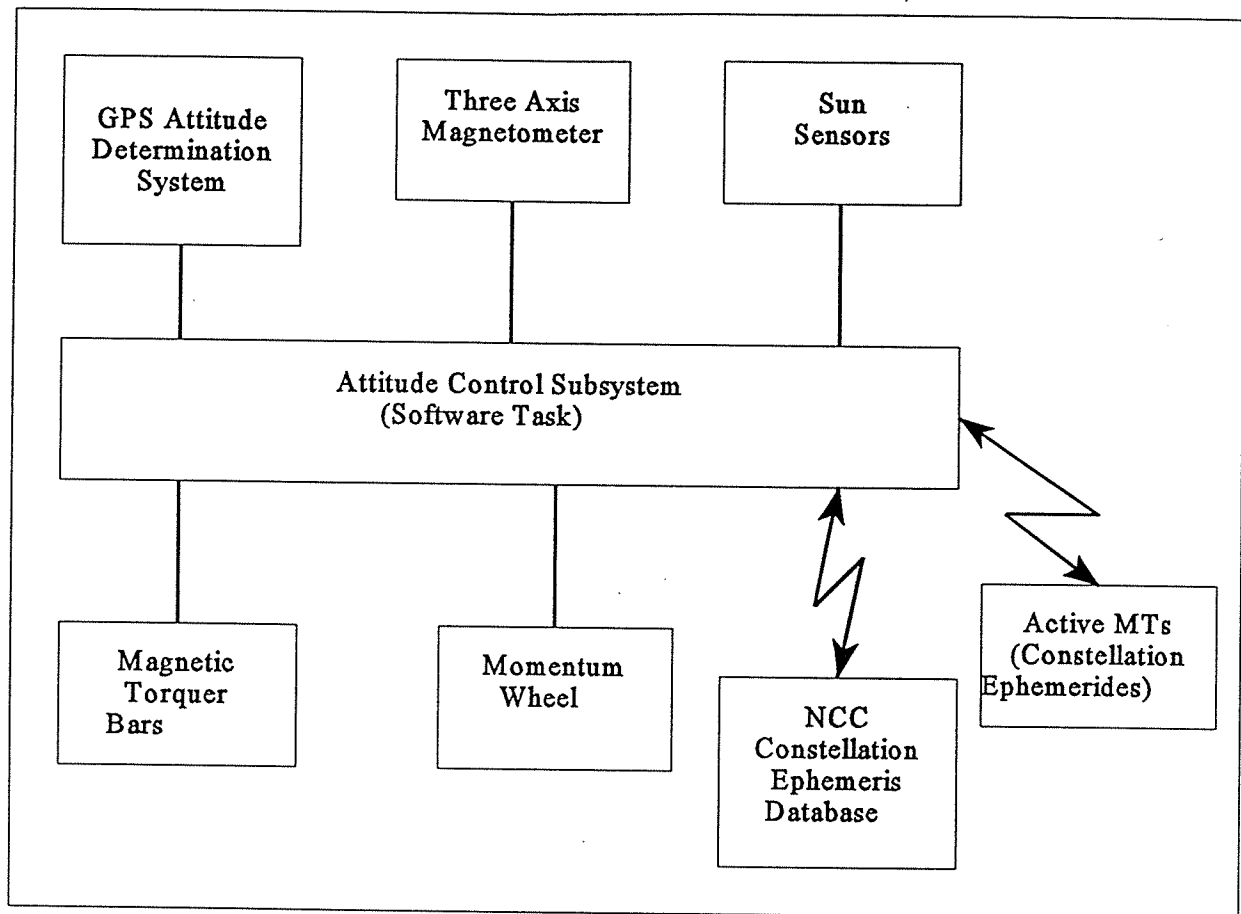 GPS Attitude
Determination
System
Three Axis
Magnetometer
Sun
Sensors
Attitude Control Subsystem
(Software Task)
Magnetic
Torquer
Bars
Momentum
Wheel
NCC
Constellation
Ephemeris
Database
Active MTs
(Constellation
Ephemerides)